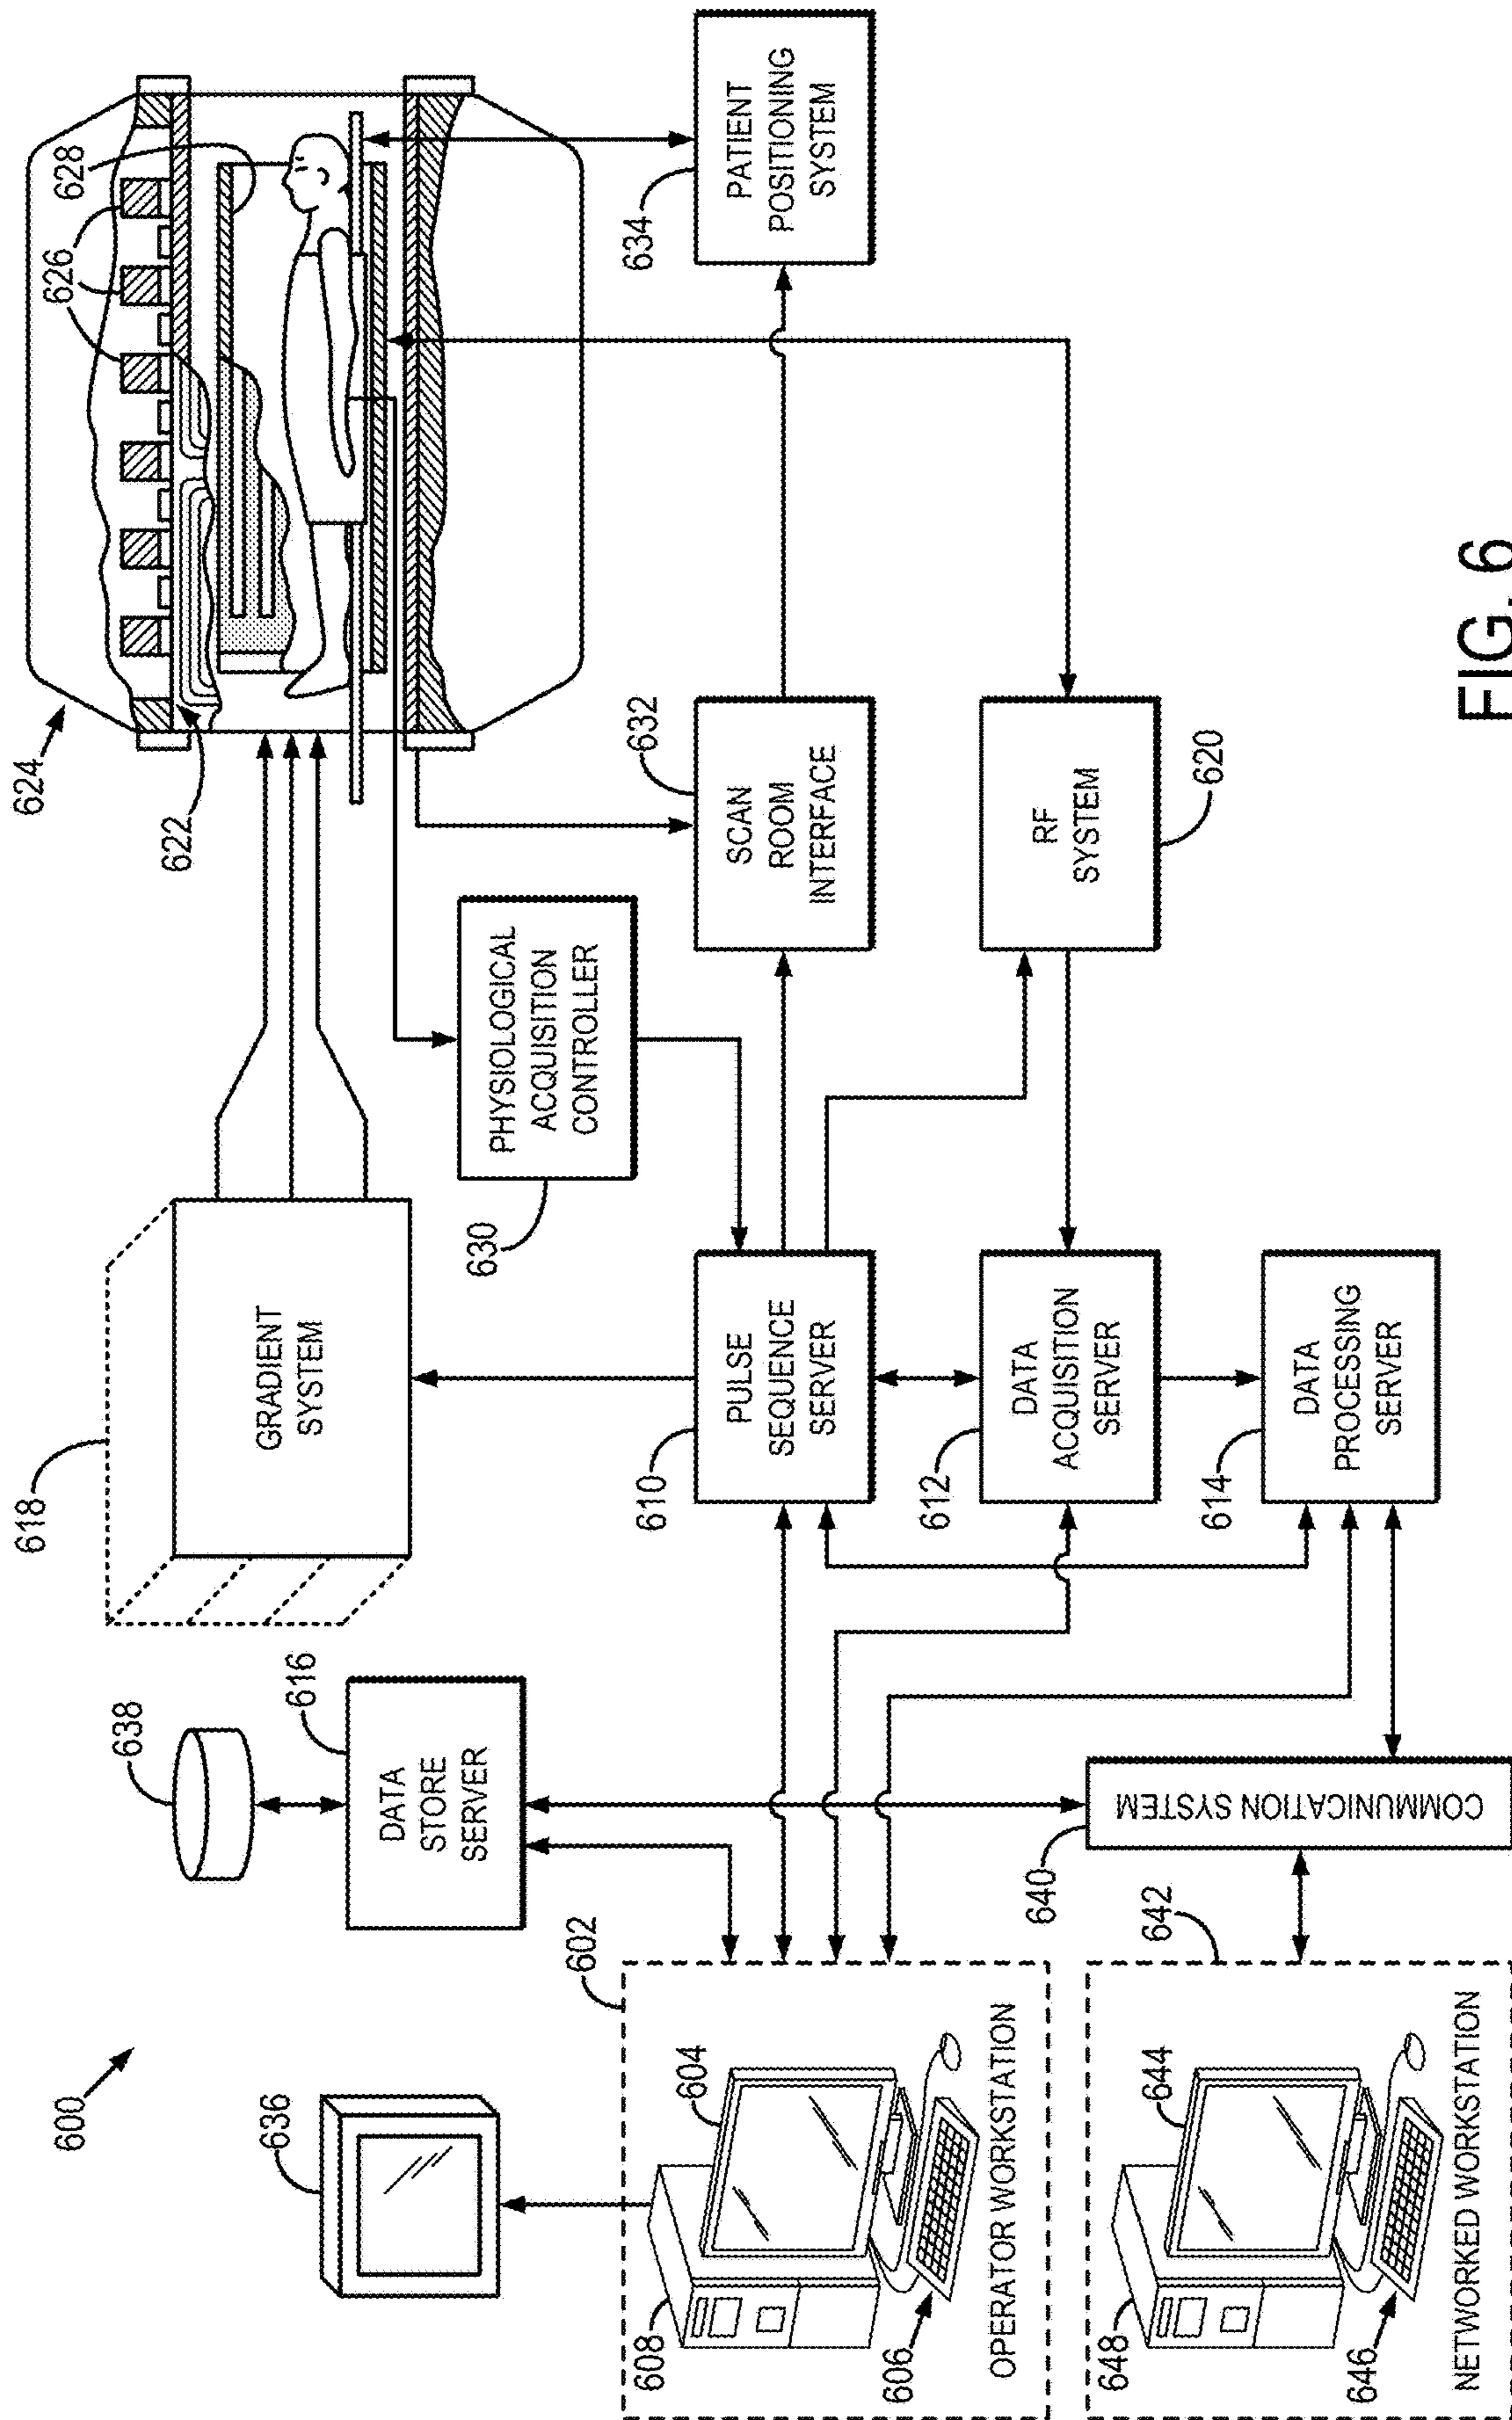 600
636
638
618
616
DATA
STORE
SERVER
GRADIENT
SYSTEM
624
622
626
628
630
PHYSIOLOGICAL
ACQUISITION
CONTROLLER
602
608
604
606
OPERATOR WORKSTATION
610
PULSE
SEQUENCE
SERVER
632
SCAN
ROOM
INTERFACE
634
PATIENT
POSITIONING
SYSTEM
612
DATA
ACQUISITION
SERVER
RF
SYSTEM
620
640
COMMUNICATION SYSTEM
614
DATA
PROCESSING
SERVER
642
648
644
646
NETWORKED WORKSTATION
FIG. 6